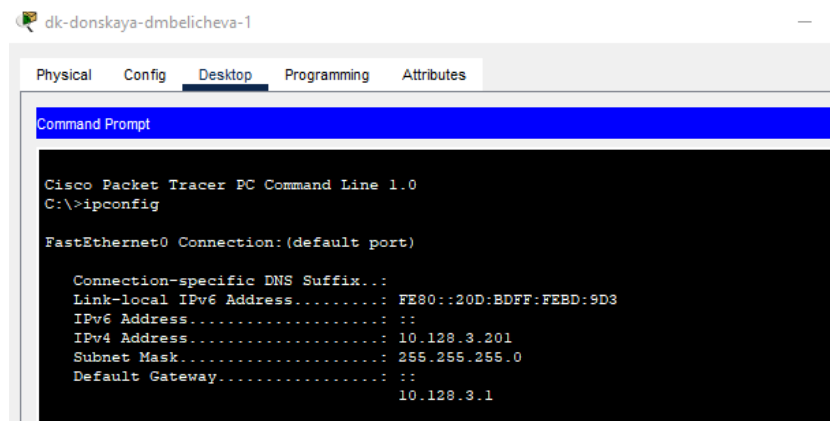 dk-donskaya-dmbelicheva-1
Physical Config Desktop Programming Attributes
Command Prompt
Cisco Packet Tracer PC Command Line 1.0
C:\>ipconfig
FastEthernet0 Connection:(default port)
Connection-specific DNS Suffix..:
Link-local IPv6 Address.........: FE80::20D:BDFF:FEBD:9D3
IPv6 Address....................: ::
IPv4 Address....................: 10.128.3.201
Subnet Mask.....................: 255.255.255.0
Default Gateway.................: ::
10.128.3.1